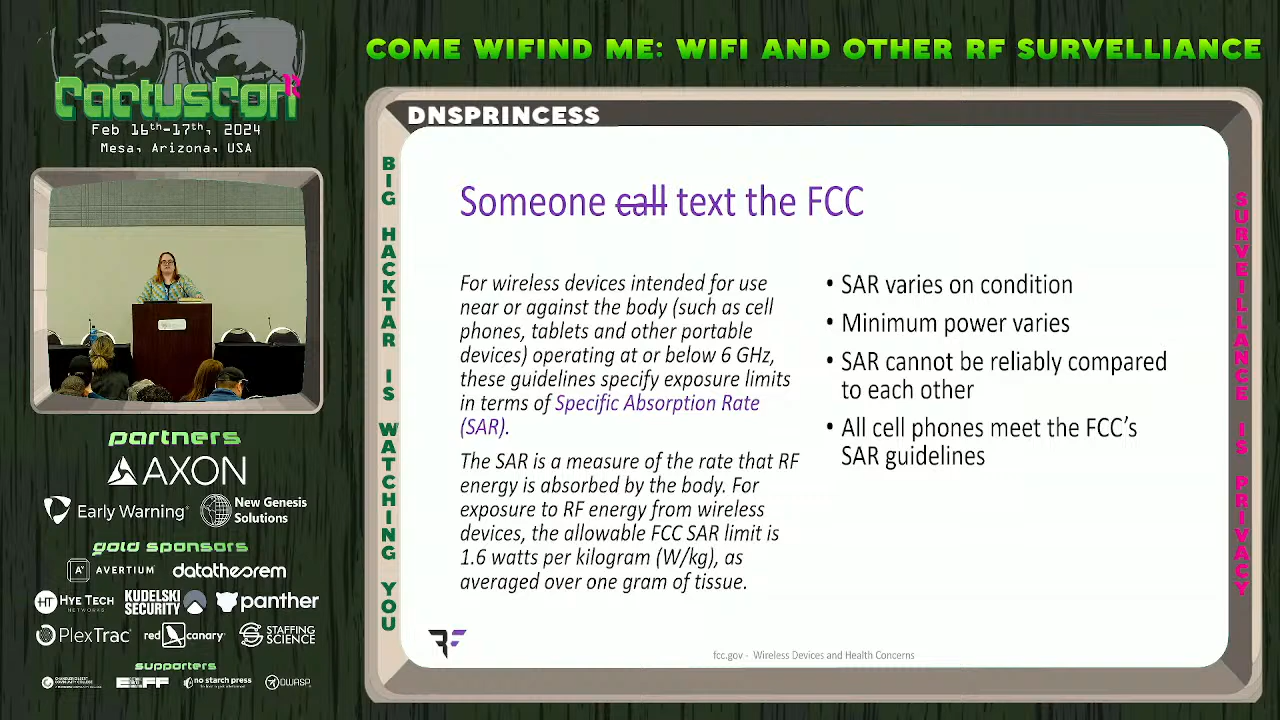 CactusCon
Feb 16th-17th, 2024
Mesa, Arizona, USA
COME WIFIND ME: WIFI AND OTHER RF SURVELLIANCE
DNSPRINCESS
BIG HACKTAR IS WATCHING YOU
Someone call text the FCC
For wireless devices intended for use
near or against the body (such as cell
phones, tablets and other portable
devices) operating at or below 6 GHz,
these guidelines specify exposure limits
in terms of Specific Absorption Rate
(SAR).
The SAR is a measure of the rate that RF
energy is absorbed by the body. For
exposure to RF energy from wireless
devices, the allowable FCC SAR limit is
1.6 watts per kilogram (W/kg), as
averaged over one gram of tissue.
• SAR varies on condition
• Minimum power varies
• SAR cannot be reliably compared
to each other
• All cell phones meet the FCC's
SAR guidelines
RF
fcc.gov - Wireless Devices and Health Concerns
SURVEILLANCE IS PRIVACY
partners
AXON
Early Warning
New Genesis
Solutions
gold sponsors
AVERTIUM
datatheorem
HT HYE TECH
NETWORKS
KUDELSKI
SECURITY
panther
PlexTrac
red canary
STAFFING
SCIENCE
supporters
EFF
no starch press
OWASP